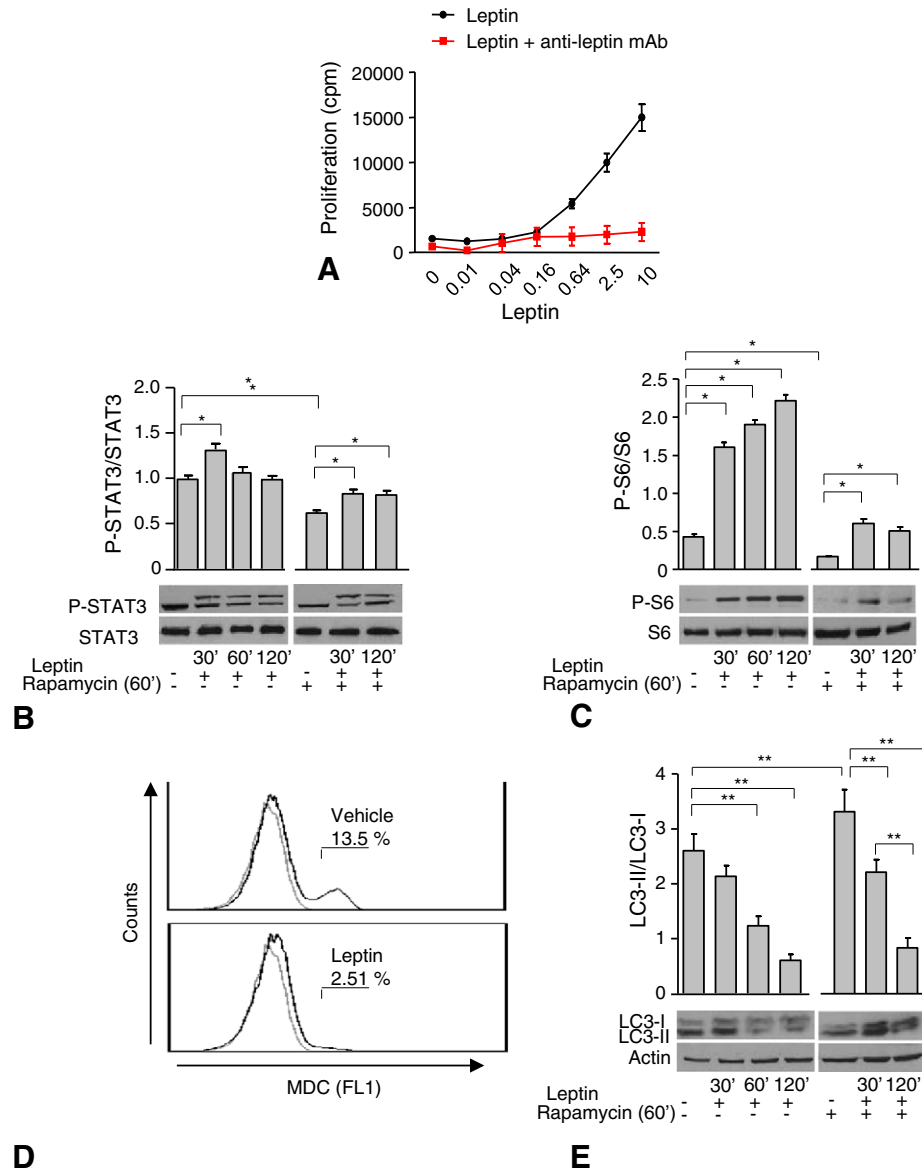 Leptin
Leptin + anti-leptin mAb
Proliferation (cpm)
20000
15000
10000
5000
0
0 0.01 0.04 0.16 0.64 2.5 10
Leptin
A
P-STAT3/STAT3
2.0
1.5
1.0
0.5
0
* * * * *
P-STAT3
STAT3
30' 60' 120' 30' 120'
Leptin - + + + - + +
Rapamycin (60') - - - - + + +
B
P-S6/S6
2.5
2.0
1.5
1.0
0.5
0
* * * * * *
P-S6
S6
30' 60' 120' 30' 120'
Leptin - + + + - + +
Rapamycin (60') - - - - + + +
C
Counts
Vehicle
13.5 %
Leptin
2.51 %
MDC (FL1)
D
LC3-II/LC3-I
4
3
2
1
0
** ** ** ** ** **
LC3-I
LC3-II
Actin
30' 60' 120' 30' 120'
Leptin - + + + - + +
Rapamycin (60') - - - - + + +
E